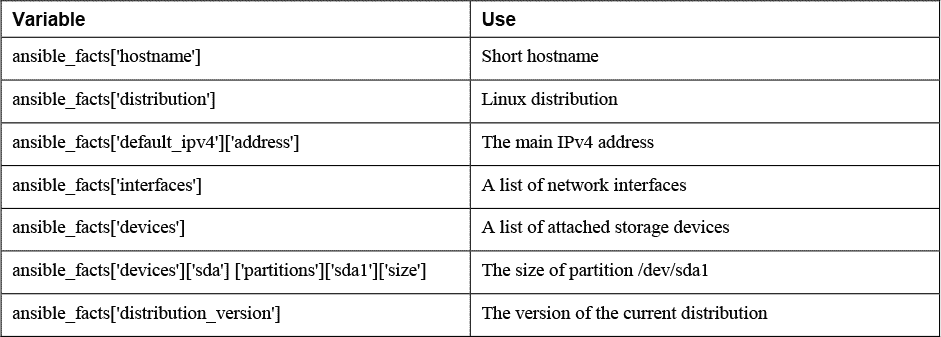 Variable Use
ansible_facts['hostname'] Short hostname
ansible_facts['distribution'] Linux distribution
ansible_facts['default_ipv4']['address'] The main IPv4 address
ansible_facts['interfaces'] A list of network interfaces
ansible_facts['devices'] A list of attached storage devices
ansible_facts['devices']['sda'] ['partitions']['sda1']['size'] The size of partition /dev/sda1
ansible_facts['distribution_version'] The version of the current distribution